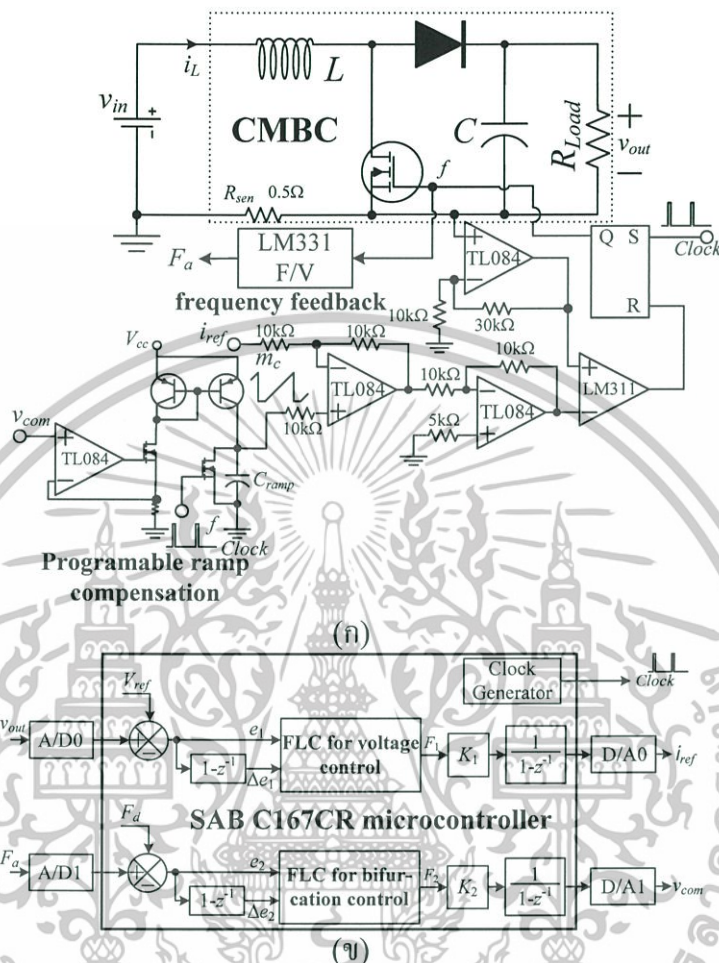 i_L
L
v_in
CMBC
C
R_Load
+
v_out
−
R_sen 0.5Ω
f
F_a
LM331
F/V
frequency feedback
+
TL084
−
Q S
R
Clock
10kΩ
30kΩ
V_cc
i_ref
10kΩ
10kΩ
m_c
−
TL084
+
10kΩ
10kΩ
10kΩ
−
TL084
+
5kΩ
+
LM311
−
v_com
+
TL084
−
C_ramp
f
Clock
Programable ramp
compensation
(ก)
V_ref
Clock
Generator
Clock
v_out
A/D0
e_1
1-z^-1
Δe_1
FLC for voltage
control
F_1
K_1
1
1-z^-1
D/A0
i_ref
F_d
SAB C167CR microcontroller
F_a
A/D1
e_2
1-z^-1
Δe_2
FLC for bifur-
cation control
F_2
K_2
1
1-z^-1
D/A1
v_com
(ข)